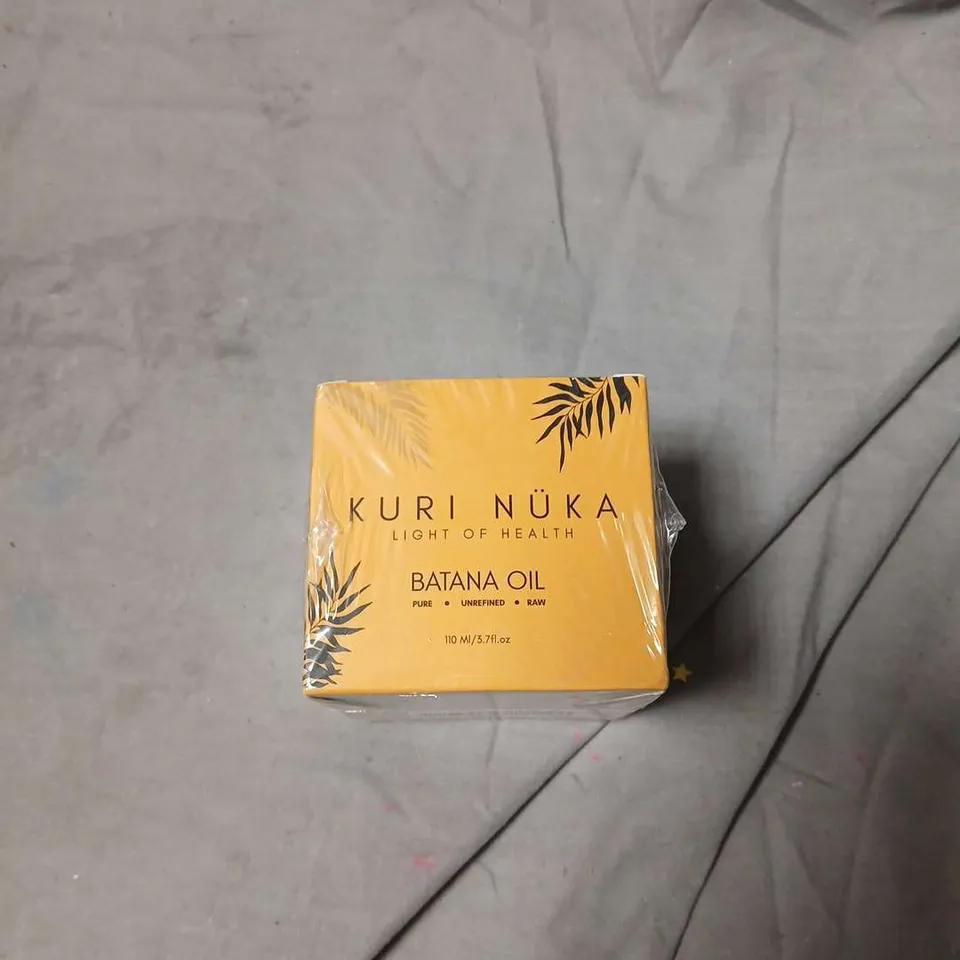 KURI NÜKA
LIGHT OF HEALTH
BATANA OIL
PURE • UNREFINED • RAW
110 Ml/3.7fl.oz